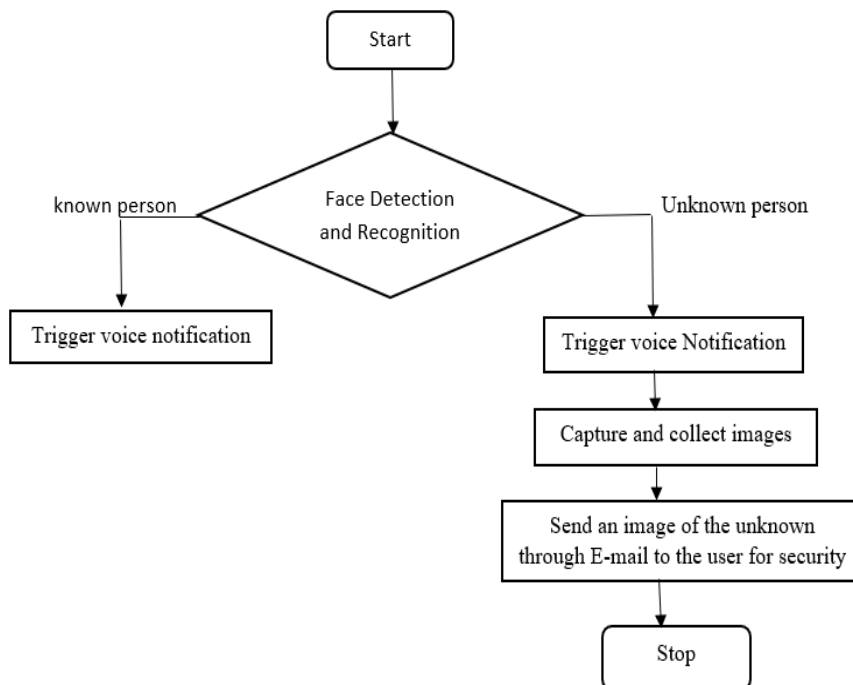 Start
Face Detection
and Recognition
known person
Unknown person
Trigger voice notification
Trigger voice Notification
Capture and collect images
Send an image of the unknown
through E-mail to the user for security
Stop